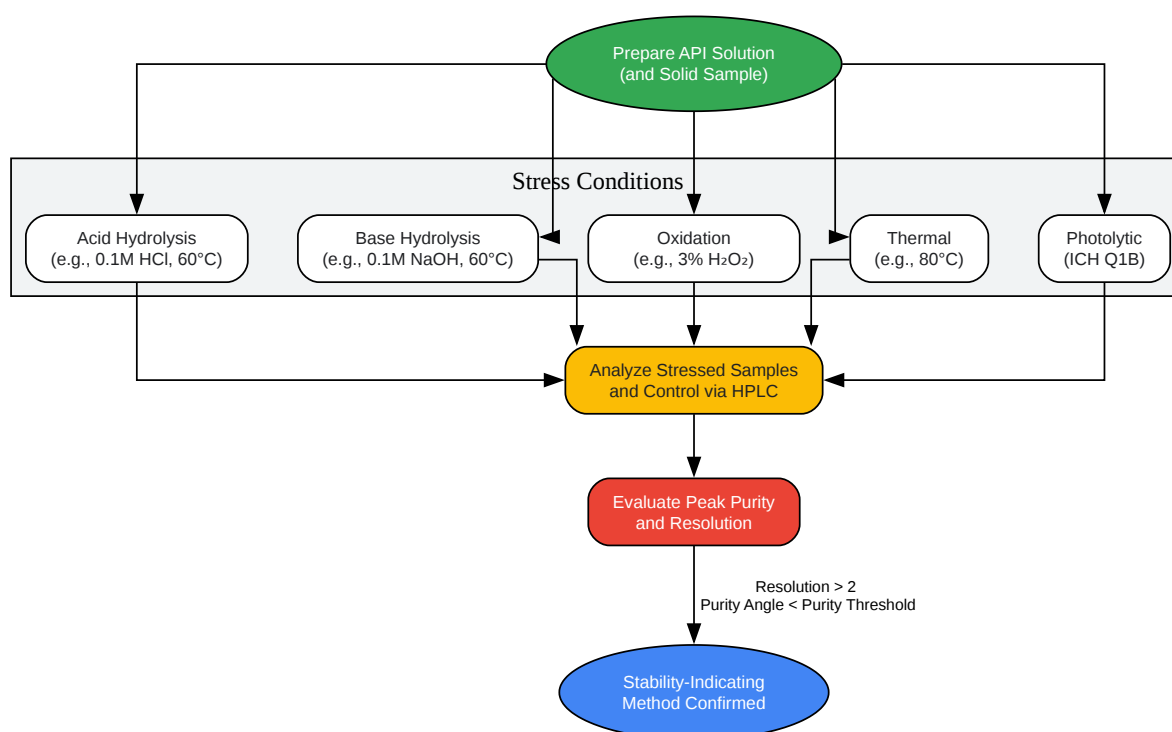 Prepare API Solution
(and Solid Sample)
Stress Conditions
Acid Hydrolysis
(e.g., 0.1M HCl, 60°C)
Base Hydrolysis
(e.g., 0.1M NaOH, 60°C)
Oxidation
(e.g., 3% H₂O₂)
Thermal
(e.g., 80°C)
Photolytic
(ICH Q1B)
Analyze Stressed Samples
and Control via HPLC
Evaluate Peak Purity
and Resolution
Resolution > 2
Purity Angle < Purity Threshold
Stability-Indicating
Method Confirmed